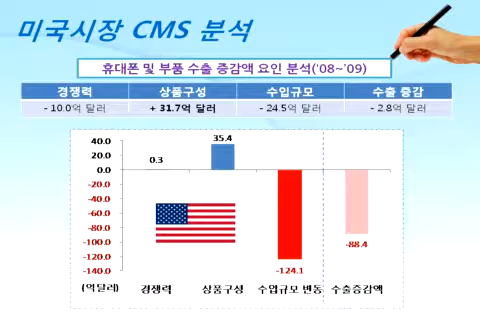 미국시장 CMS 분석
휴대폰 및 부품 수출 증감액 요인 분석('08~'09)
경쟁력 상품구성 수입규모 수출 증감
- 10.0억 달러 + 31.7억 달러 - 24.5억 달러 - 2.8억 달러
40.0
20.0
0.0
-20.0
-40.0
-60.0
-80.0
-100.0
-120.0
-140.0
0.3
35.4
-124.1
-88.4
(억달러) 경쟁력 상품구성 수입규모 변동 수출증감액